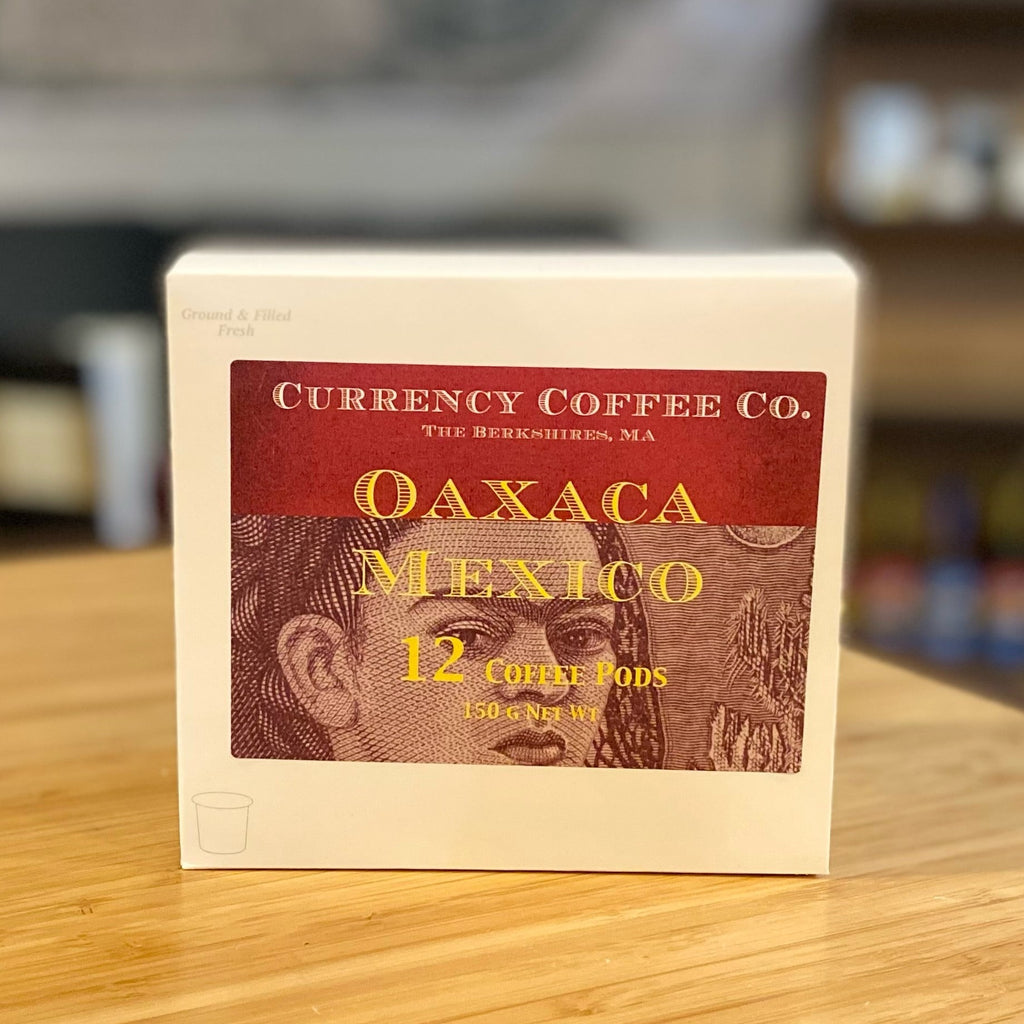 Ground & Filled
Fresh
Currency Coffee Co.
The Berkshires, MA
Oaxaca
Mexico
12 Coffee Pods
150 g Net Wt